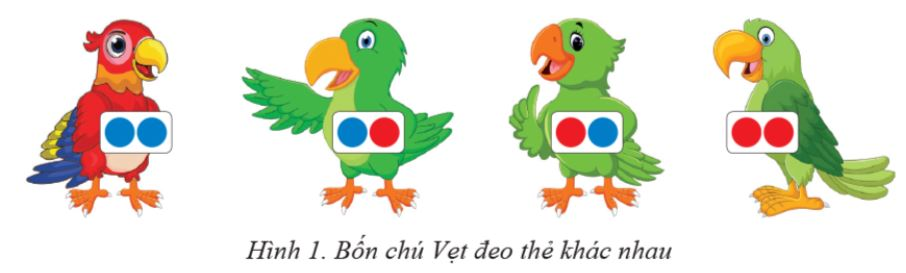 Hình 1. Bốn chú Vẹt đeo thẻ khác nhau